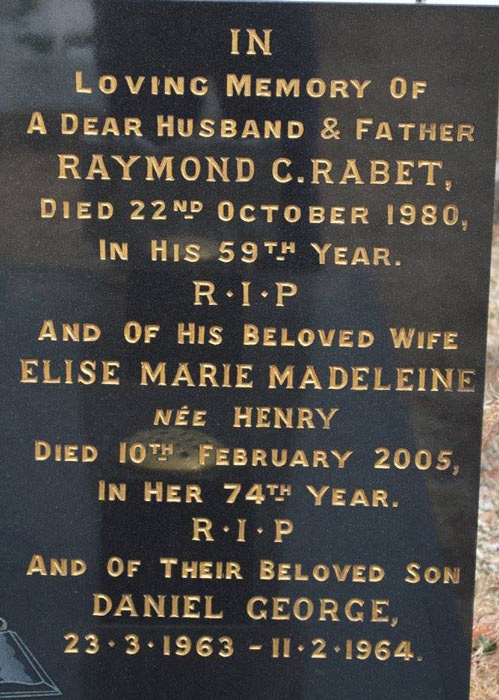 IN
LOVING MEMORY OF
A DEAR HUSBAND & FATHER
RAYMOND C. RABET,
DIED 22ND OCTOBER 1980,
IN HIS 59TH YEAR.
R·I·P
AND OF HIS BELOVED WIFE
ELISE MARIE MADELEINE
NÉE HENRY
DIED 10TH FEBRUARY 2005,
IN HER 74TH YEAR.
R·I·P
AND OF THEIR BELOVED SON
DANIEL GEORGE,
23·3·1963 – 11·2·1964.